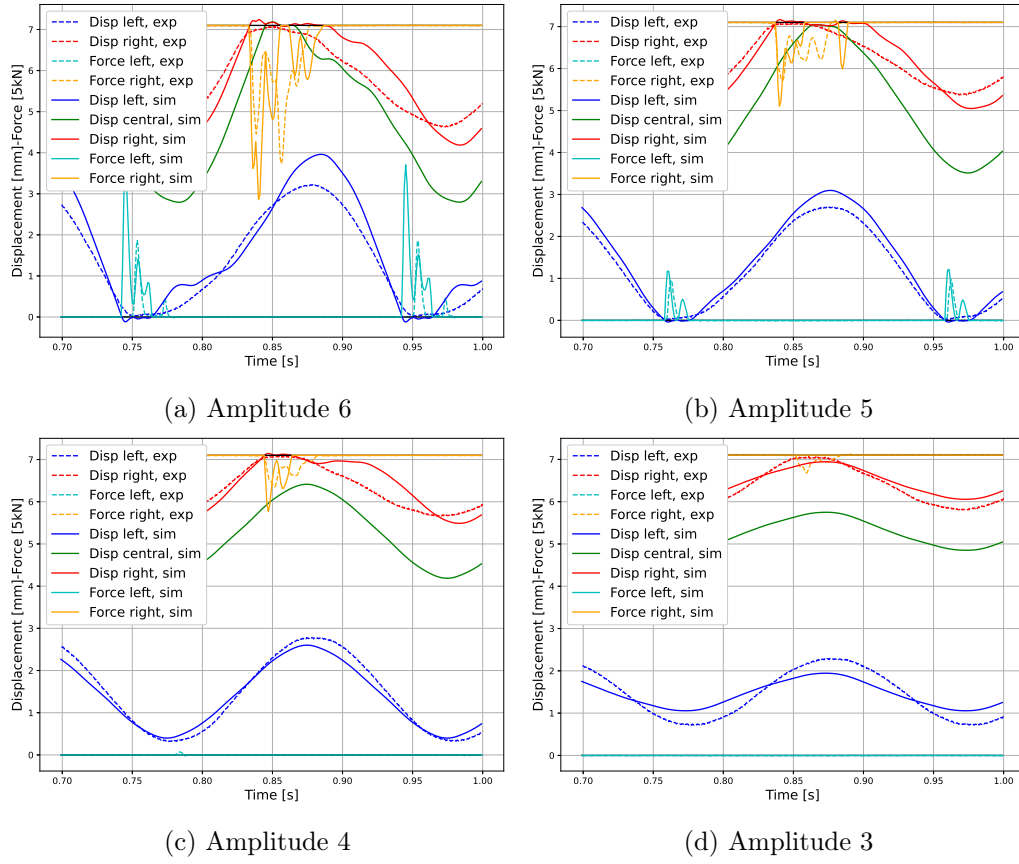 Displacement [mm]-Force [5kN]
7
6
5
4
3
2
1
0
Disp left, exp
Disp right, exp
Force left, exp
Force right, exp
Disp left, sim
Disp central, sim
Disp right, sim
Force left, sim
Force right, sim
0.70 0.75 0.80 0.85 0.90 0.95 1.00
Time [s]
(a) Amplitude 6
Displacement [mm]-Force [5kN]
7
6
5
4
3
2
1
0
Disp left, exp
Disp right, exp
Force left, exp
Force right, exp
Disp left, sim
Disp central, sim
Disp right, sim
Force left, sim
Force right, sim
0.70 0.75 0.80 0.85 0.90 0.95 1.00
Time [s]
(b) Amplitude 5
Displacement [mm]-Force [5kN]
7
6
5
4
3
2
1
0
Disp left, exp
Disp right, exp
Force left, exp
Force right, exp
Disp left, sim
Disp central, sim
Disp right, sim
Force left, sim
Force right, sim
0.70 0.75 0.80 0.85 0.90 0.95 1.00
Time [s]
(c) Amplitude 4
Displacement [mm]-Force [5kN]
7
6
5
4
3
2
1
0
Disp left, exp
Disp right, exp
Force left, exp
Force right, exp
Disp left, sim
Disp central, sim
Disp right, sim
Force left, sim
Force right, sim
0.70 0.75 0.80 0.85 0.90 0.95 1.00
Time [s]
(d) Amplitude 3